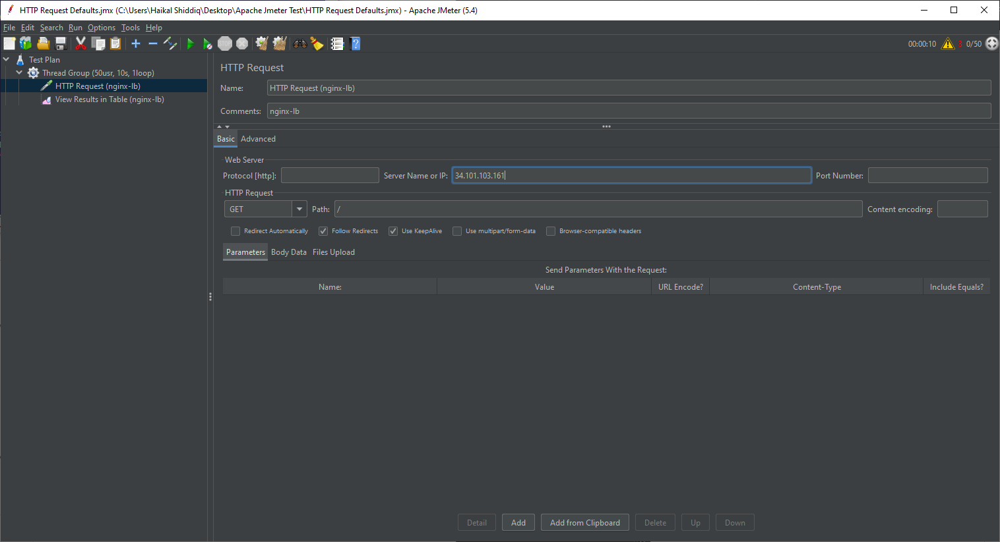 HTTP Request Defaults.jmx (C:\Users\Haikal Shiddiq\Desktop\Apache Jmeter Test\HTTP Request Defaults.jmx) - Apache JMeter (5.4)
File Edit Search Run Options Tools Help
STOP
00:00:10 3 0/50
Test Plan
Thread Group (50usr, 10s, 1loop)
HTTP Request (nginx-lb)
View Results in Table (nginx-lb)
HTTP Request
Name: HTTP Request (nginx-lb)
Comments: nginx-lb
Basic Advanced
Web Server
Protocol [http]: Server Name or IP: 34.101.103.161 Port Number:
HTTP Request
GET Path: / Content encoding:
Redirect Automatically Follow Redirects Use KeepAlive Use multipart/form-data Browser-compatible headers
Parameters Body Data Files Upload
Send Parameters With the Request:
Name: Value URL Encode? Content-Type Include Equals?
Detail Add Add from Clipboard Delete Up Down